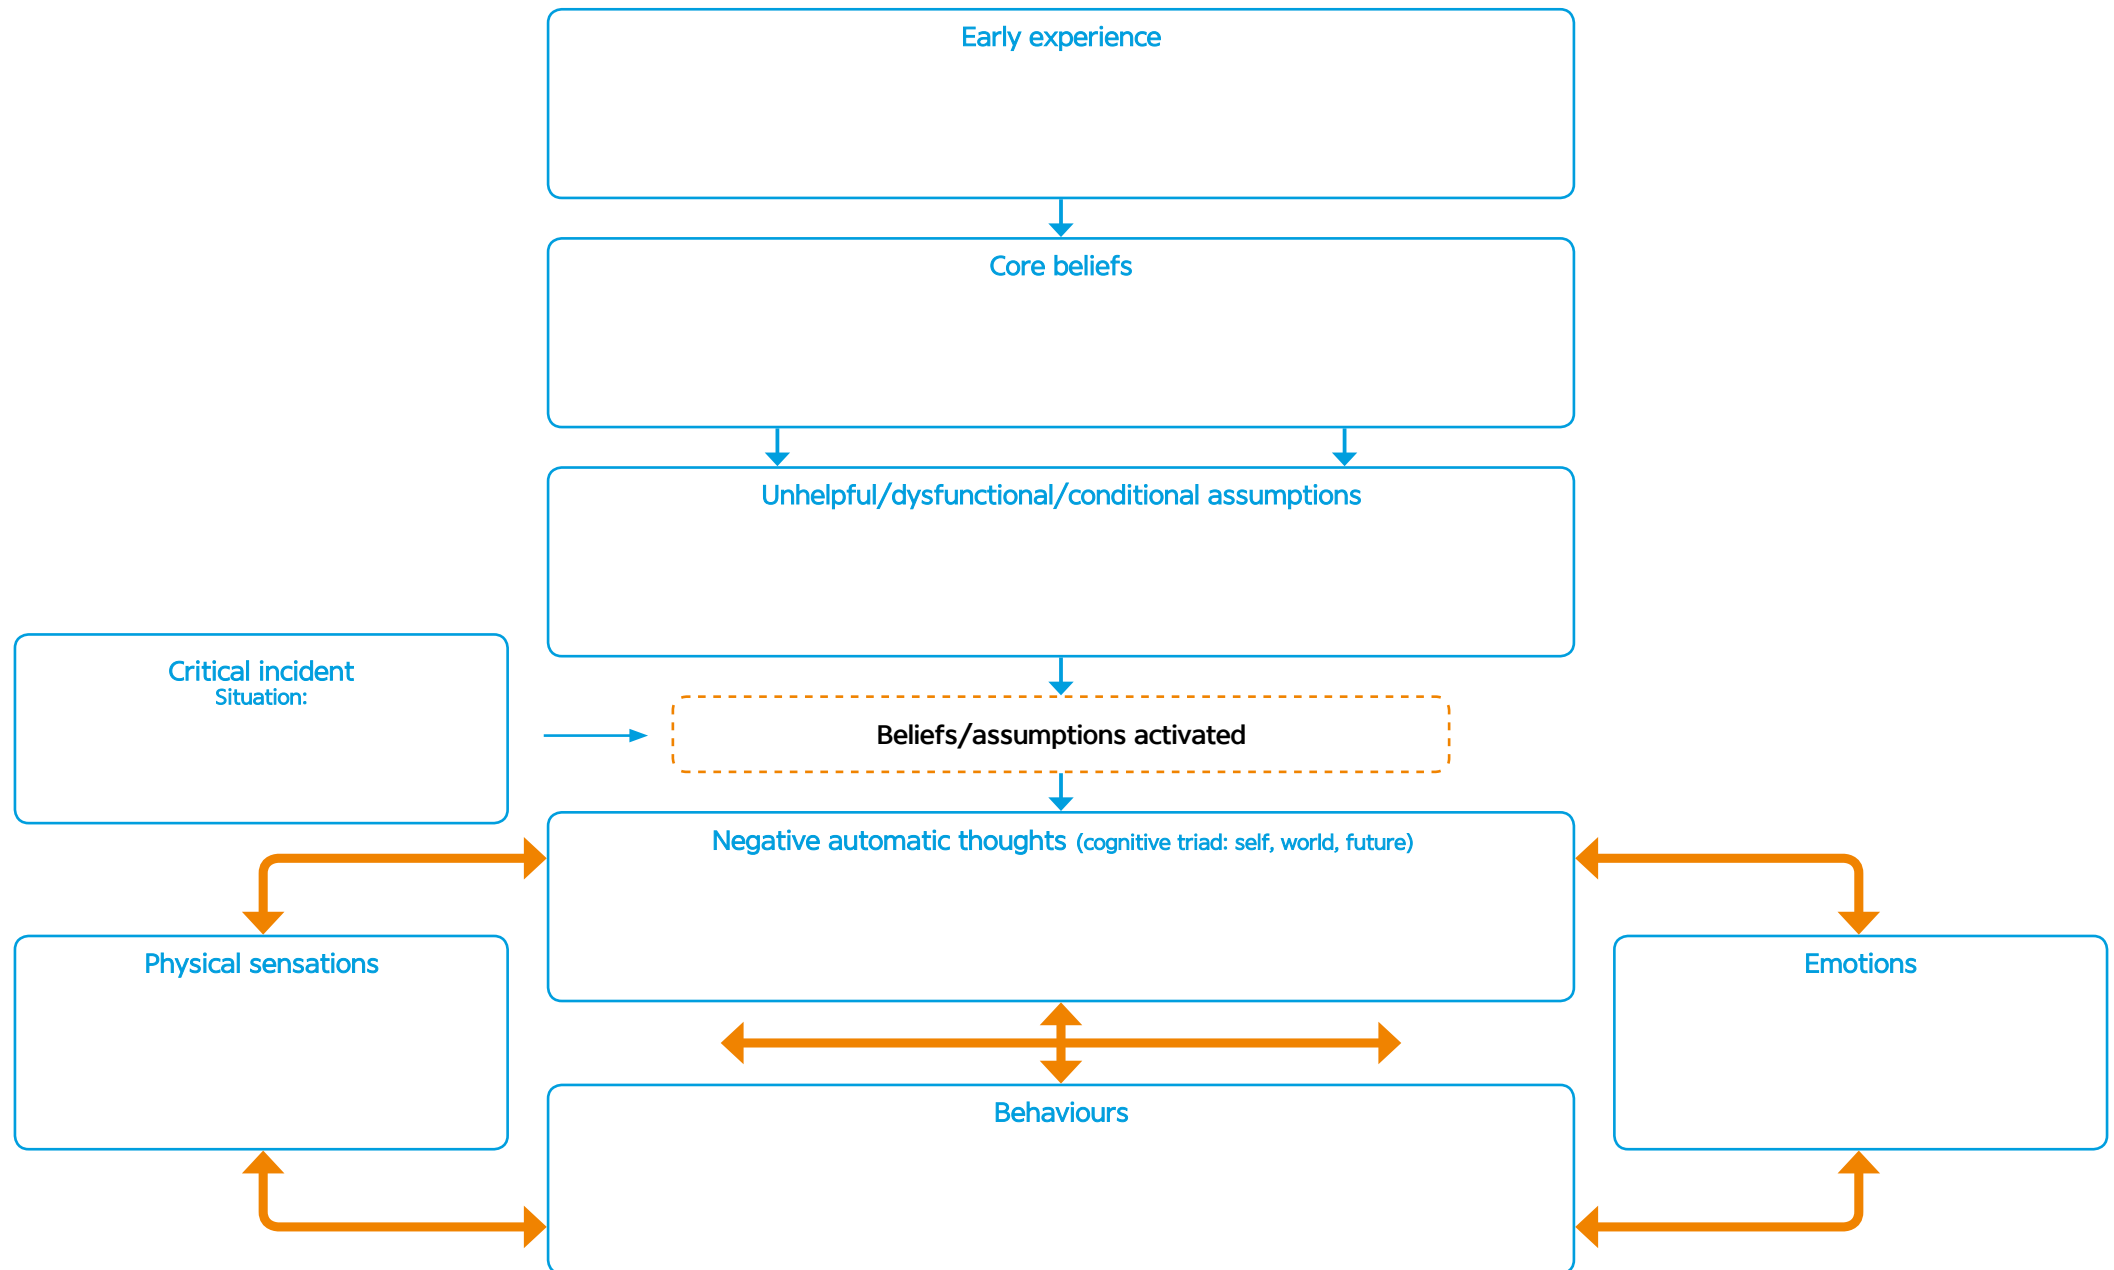 Early experience
Core beliefs
Unhelpful/dysfunctional/conditional assumptions
Critical incident
Situation:
Beliefs/assumptions activated
Negative automatic thoughts (cognitive triad: self, world, future)
Physical sensations
Emotions
Behaviours